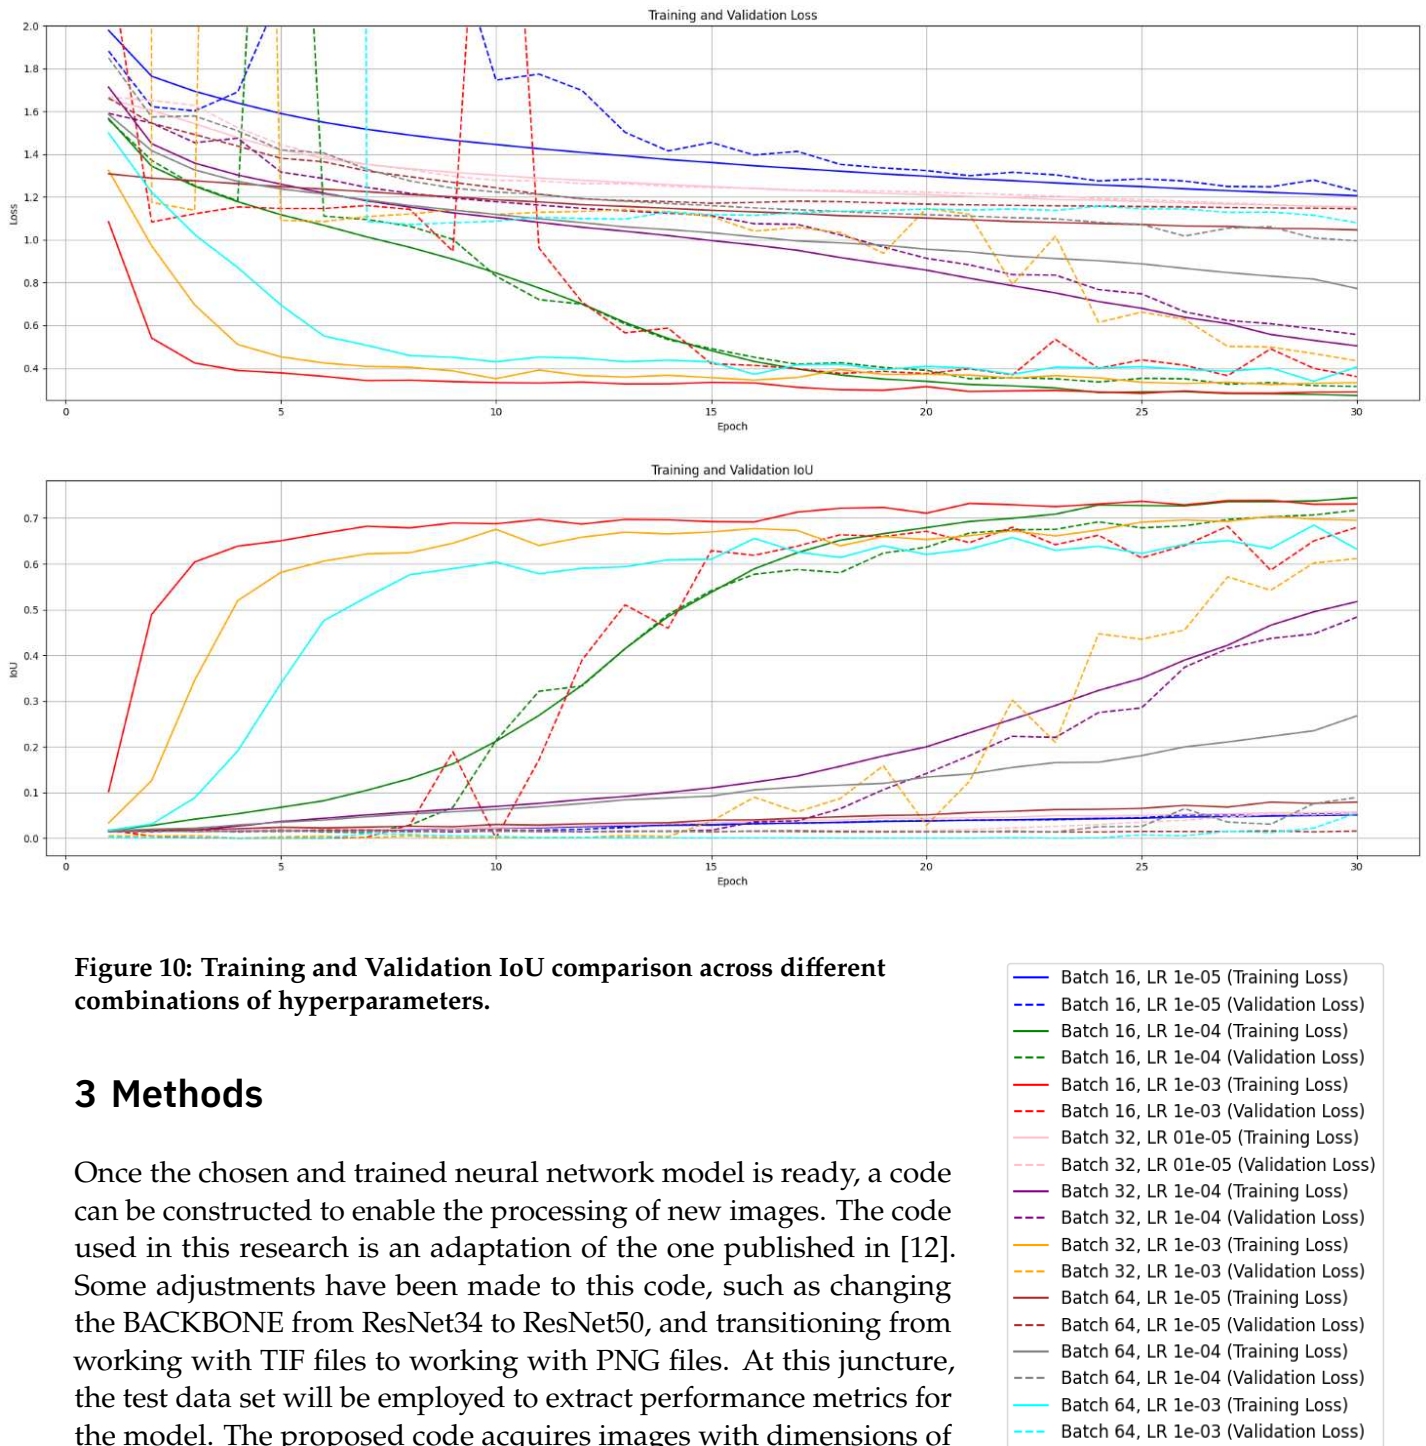 Training and Validation Loss
2.0
1.8
1.6
1.4
1.2
1.0
0.8
0.6
0.4
Loss
0 5 10 15 20 25 30
Epoch
Training and Validation IoU
0.7
0.6
0.5
0.4
0.3
0.2
0.1
0.0
IoU
0 5 10 15 20 25 30
Epoch
Figure 10: Training and Validation IoU comparison across different
combinations of hyperparameters.
3 Methods
Once the chosen and trained neural network model is ready, a code
can be constructed to enable the processing of new images. The code
used in this research is an adaptation of the one published in [12].
Some adjustments have been made to this code, such as changing
the BACKBONE from ResNet34 to ResNet50, and transitioning from
working with TIF files to working with PNG files. At this juncture,
the test data set will be employed to extract performance metrics for
the model. The proposed code acquires images with dimensions of
Batch 16, LR 1e-05 (Training Loss)
Batch 16, LR 1e-05 (Validation Loss)
Batch 16, LR 1e-04 (Training Loss)
Batch 16, LR 1e-04 (Validation Loss)
Batch 16, LR 1e-03 (Training Loss)
Batch 16, LR 1e-03 (Validation Loss)
Batch 32, LR 01e-05 (Training Loss)
Batch 32, LR 01e-05 (Validation Loss)
Batch 32, LR 1e-04 (Training Loss)
Batch 32, LR 1e-04 (Validation Loss)
Batch 32, LR 1e-03 (Training Loss)
Batch 32, LR 1e-03 (Validation Loss)
Batch 64, LR 1e-05 (Training Loss)
Batch 64, LR 1e-05 (Validation Loss)
Batch 64, LR 1e-04 (Training Loss)
Batch 64, LR 1e-04 (Validation Loss)
Batch 64, LR 1e-03 (Training Loss)
Batch 64, LR 1e-03 (Validation Loss)